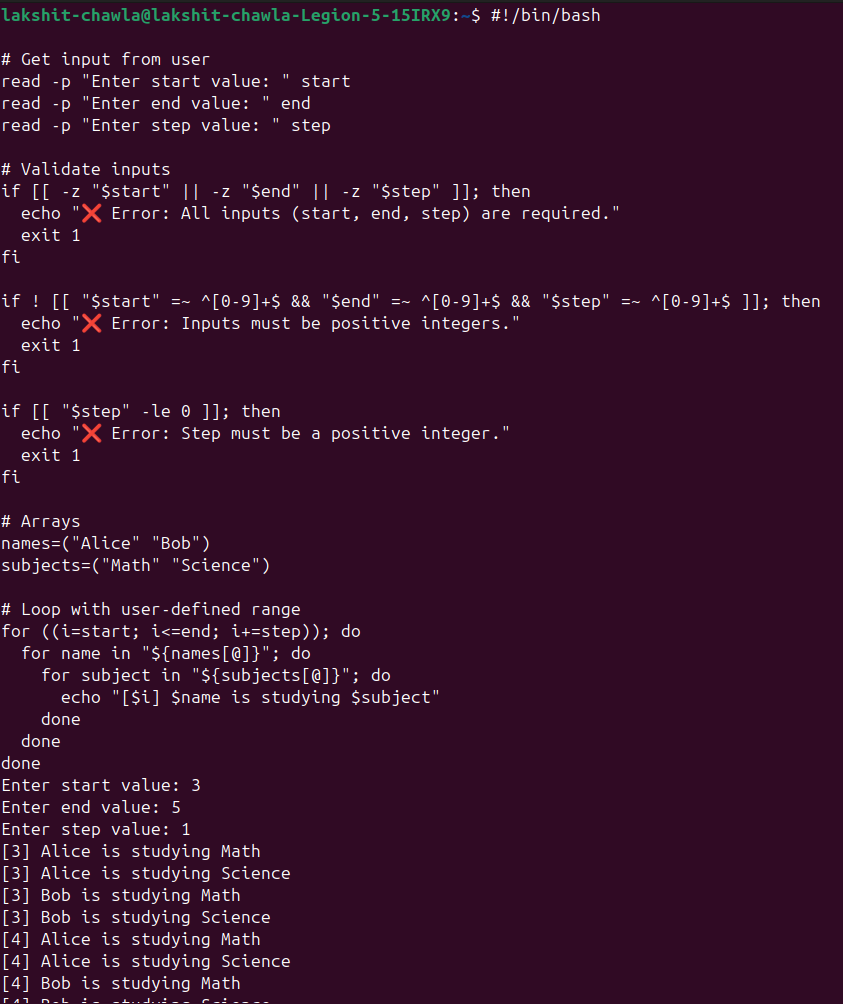 lakshit-chawla@lakshit-chawla-Legion-5-15IRX9:~$ #!/bin/bash

# Get input from user
read -p "Enter start value: " start
read -p "Enter end value: " end
read -p "Enter step value: " step

# Validate inputs
if [[ -z "$start" || -z "$end" || -z "$step" ]]; then
  echo "❌ Error: All inputs (start, end, step) are required."
  exit 1
fi

if ! [[ "$start" =~ ^[0-9]+$ && "$end" =~ ^[0-9]+$ && "$step" =~ ^[0-9]+$ ]]; then
  echo "❌ Error: Inputs must be positive integers."
  exit 1
fi

if [[ "$step" -le 0 ]]; then
  echo "❌ Error: Step must be a positive integer."
  exit 1
fi

# Arrays
names=("Alice" "Bob")
subjects=("Math" "Science")

# Loop with user-defined range
for ((i=start; i<=end; i+=step)); do
  for name in "${names[@]}"; do
    for subject in "${subjects[@]}"; do
      echo "[$i] $name is studying $subject"
    done
  done
done
Enter start value: 3
Enter end value: 5
Enter step value: 1
[3] Alice is studying Math
[3] Alice is studying Science
[3] Bob is studying Math
[3] Bob is studying Science
[4] Alice is studying Math
[4] Alice is studying Science
[4] Bob is studying Math
[4] Bob is studying Science